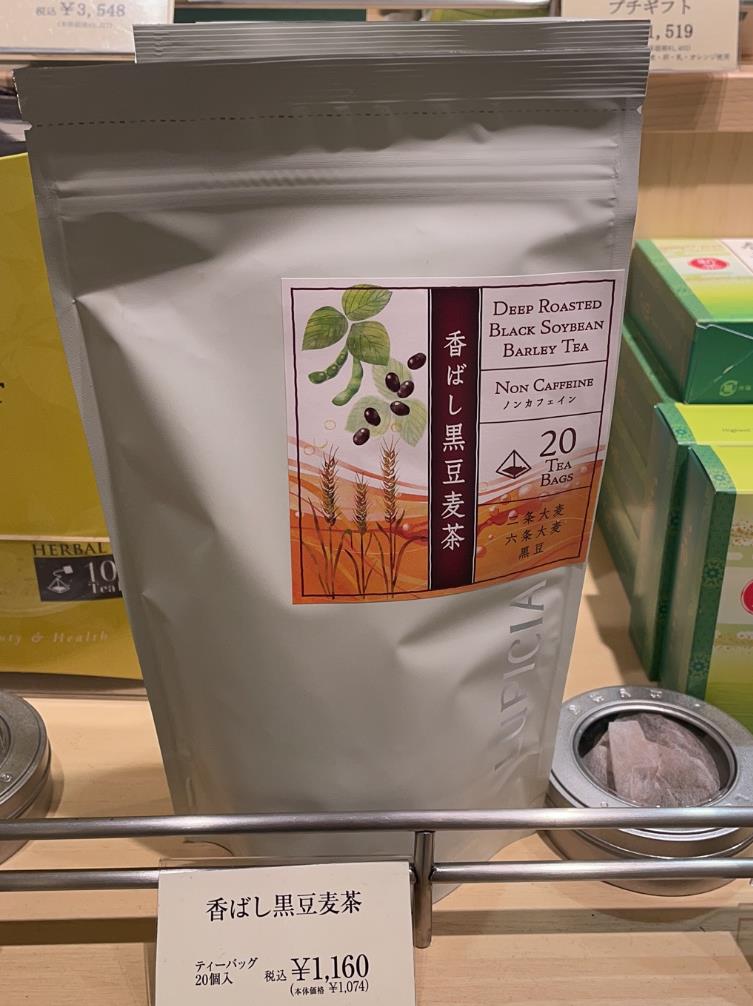 税込 ¥3,548
プチギフト
1,519
DEEP ROASTED
BLACK SOYBEAN
BARLEY TEA
NON CAFFEINE
ノンカフェイン
20
TEA
BAGS
二条大麦
六条大麦
黒豆
香ばし黒豆麦茶
LUPICIA
HERBAL
10
Tea
& Health
香ばし黒豆麦茶
ティーバッグ
20個入
税込 ¥1,160
(本体価格 ¥1,074)